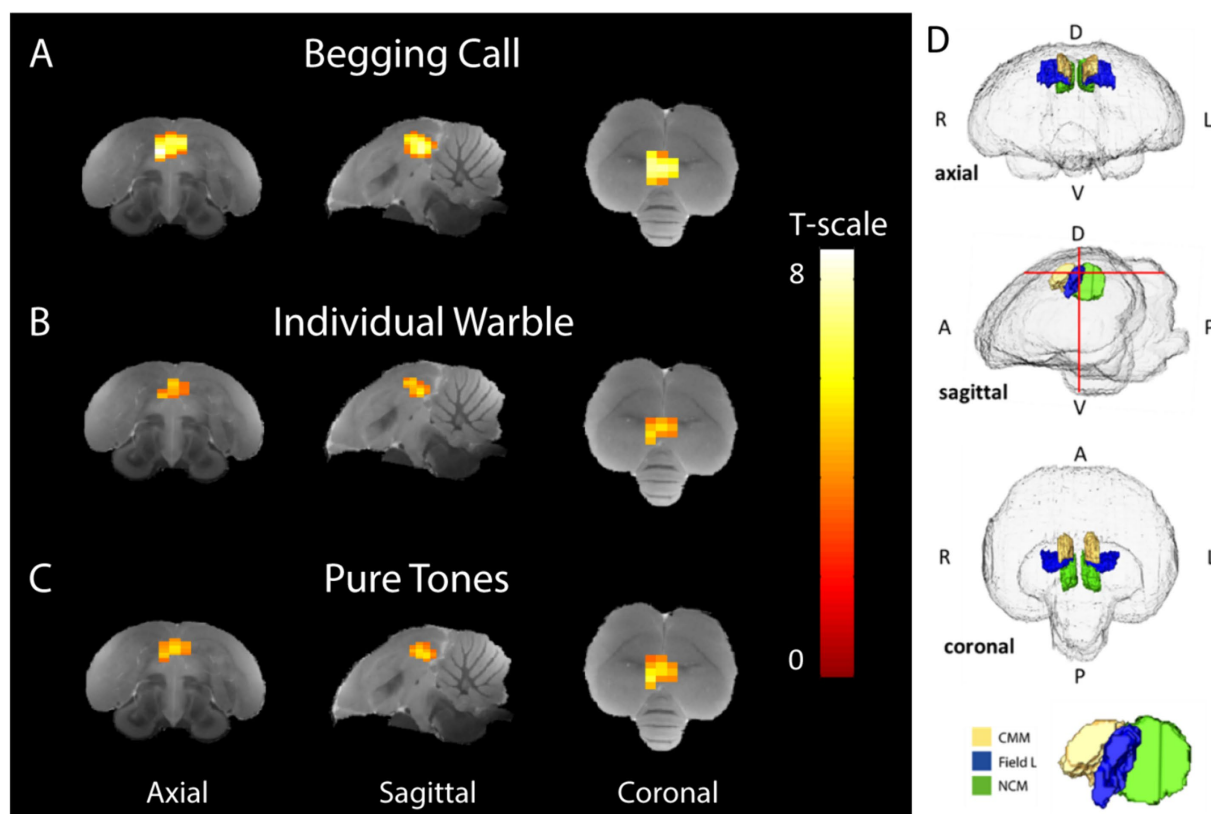 A
Begging Call
T-scale
8
B
Individual Warble
C
Pure Tones
0
Axial
Sagittal
Coronal
D
D
R
L
axial
V
D
A
P
sagittal
V
A
R
L
coronal
P
CMM
Field L
NCM